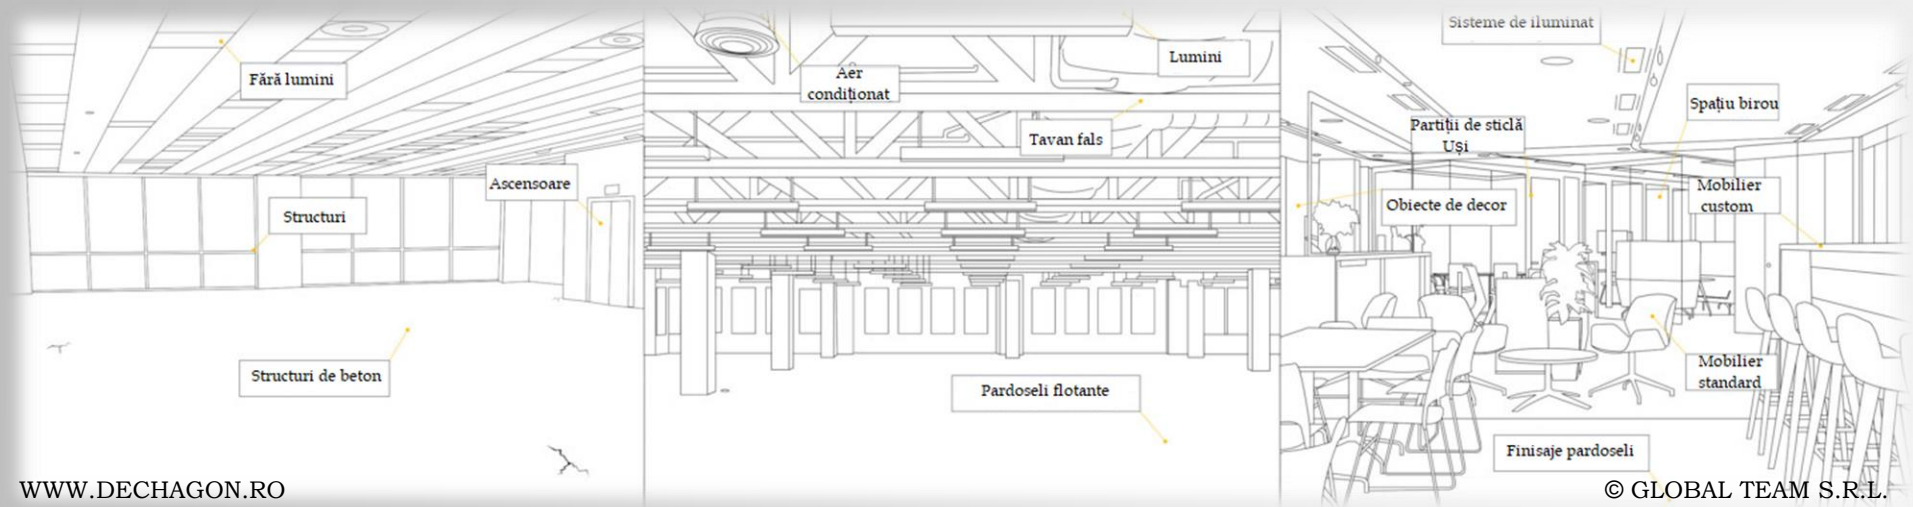 Fără lumini
Structuri
Ascensoare
Structuri de beton
Aer
condiționat
Lumini
Tavan fals
Pardoseli flotante
Sisteme de iluminat
Spațiu birou
Partiții de sticlă
Uși
Obiecte de decor
Mobilier
custom
Mobilier
standard
Finisaje pardoseli
WWW.DECHAGON.RO
© GLOBAL TEAM S.R.L.